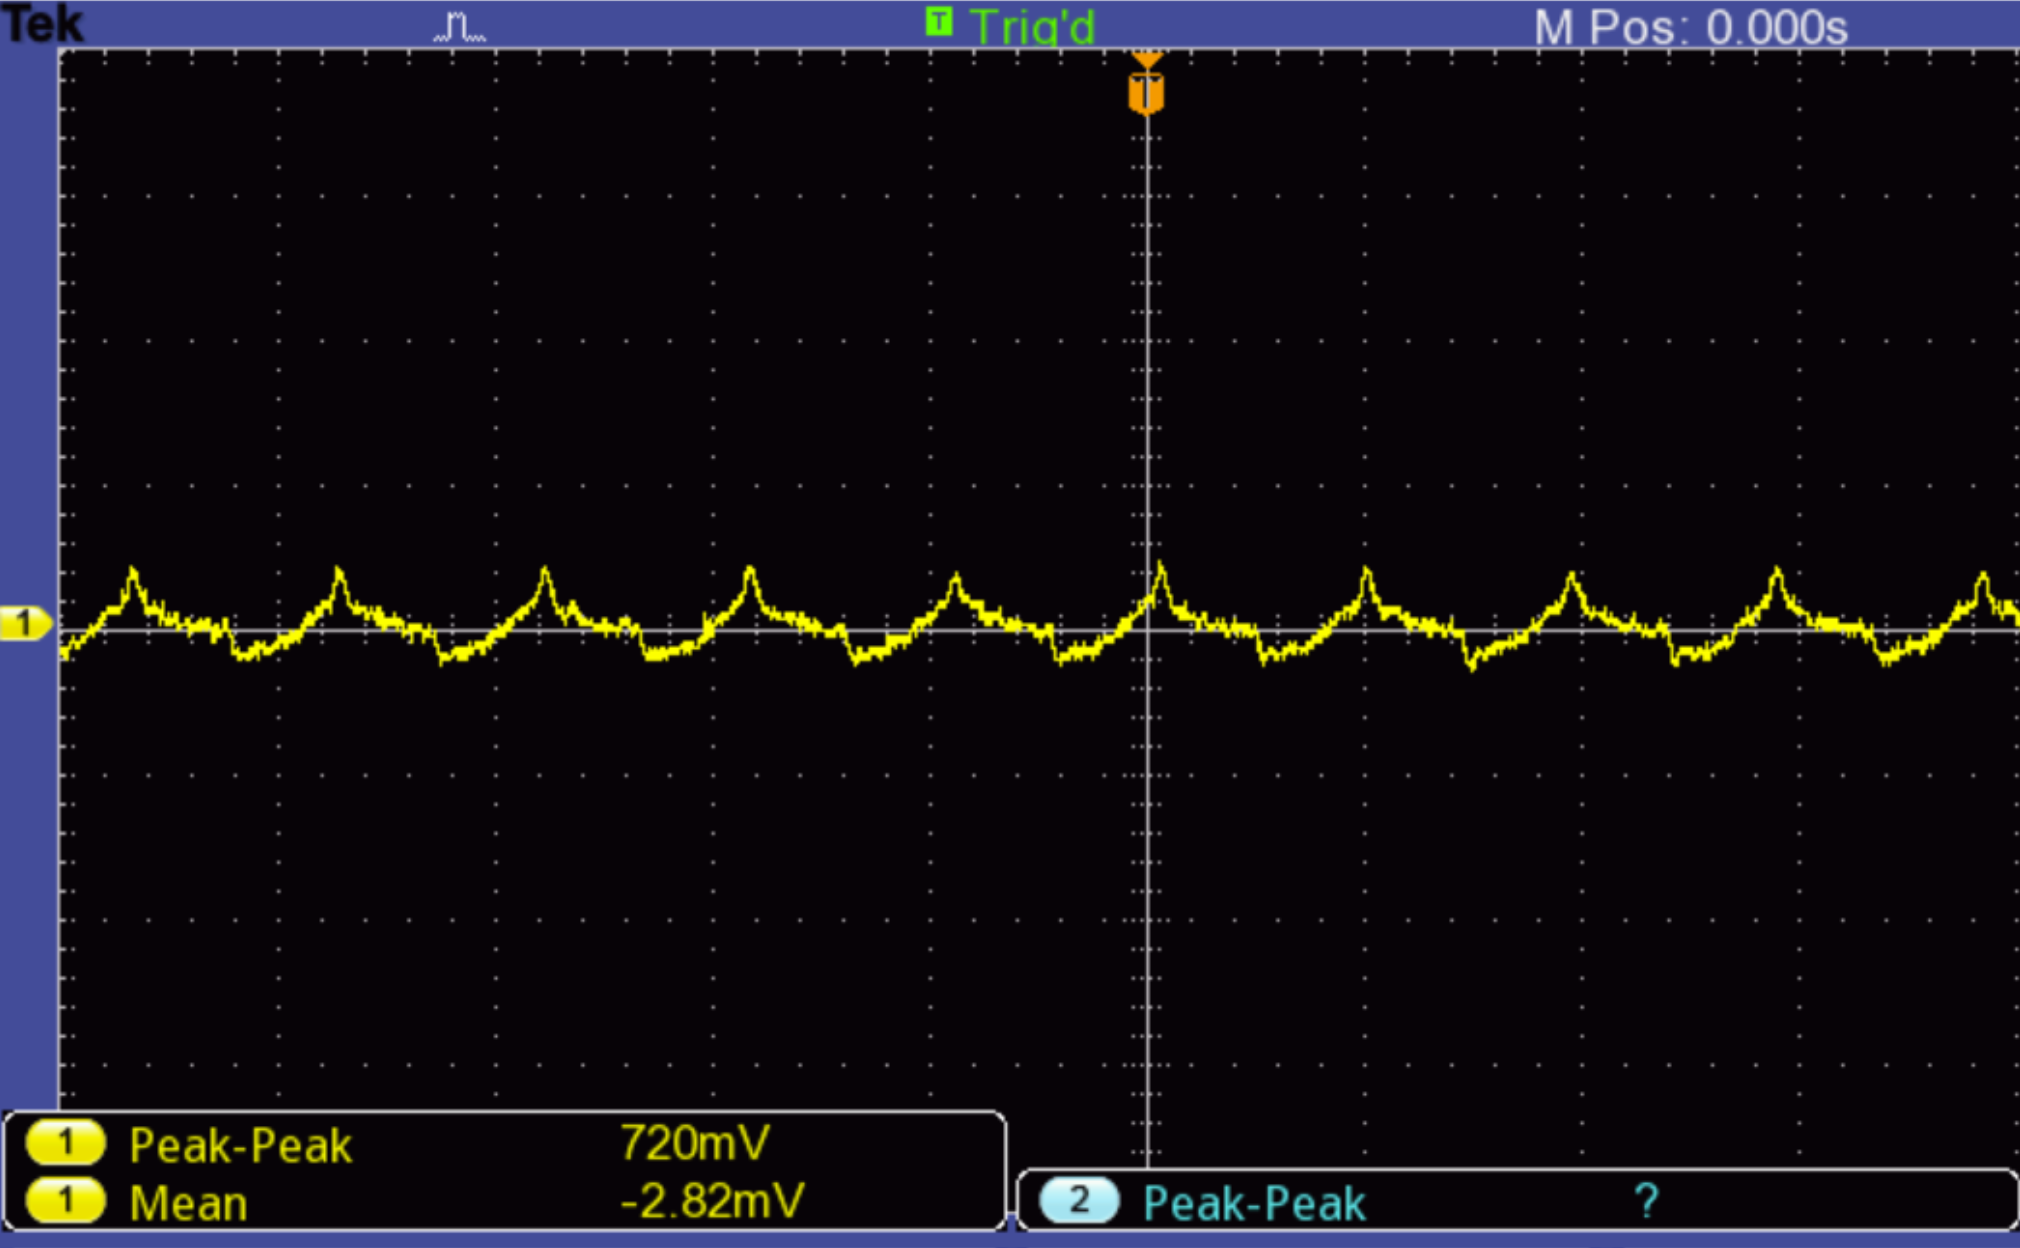 Tek
T Trig'd
M Pos: 0.000s
T
1
1 Peak-Peak 720mV
1 Mean -2.82mV
2 Peak-Peak ?